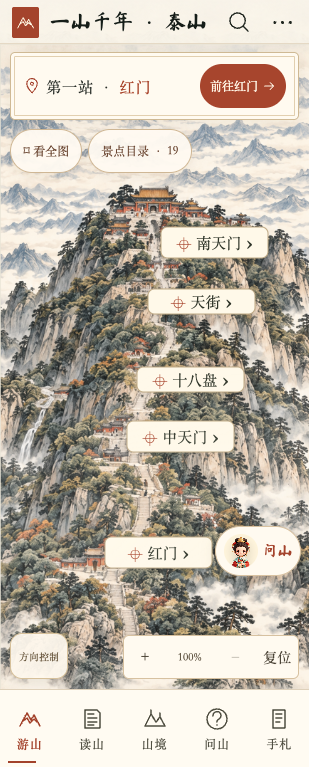 一山千年 · 泰山
第一站 · 红门
前往红门 →
看全图
景点目录 · 19
南天门 ›
天街 ›
十八盘 ›
中天门 ›
红门 ›
问山
方向控制
+ 100% − 复位
游山 读山 山境 问山 手札